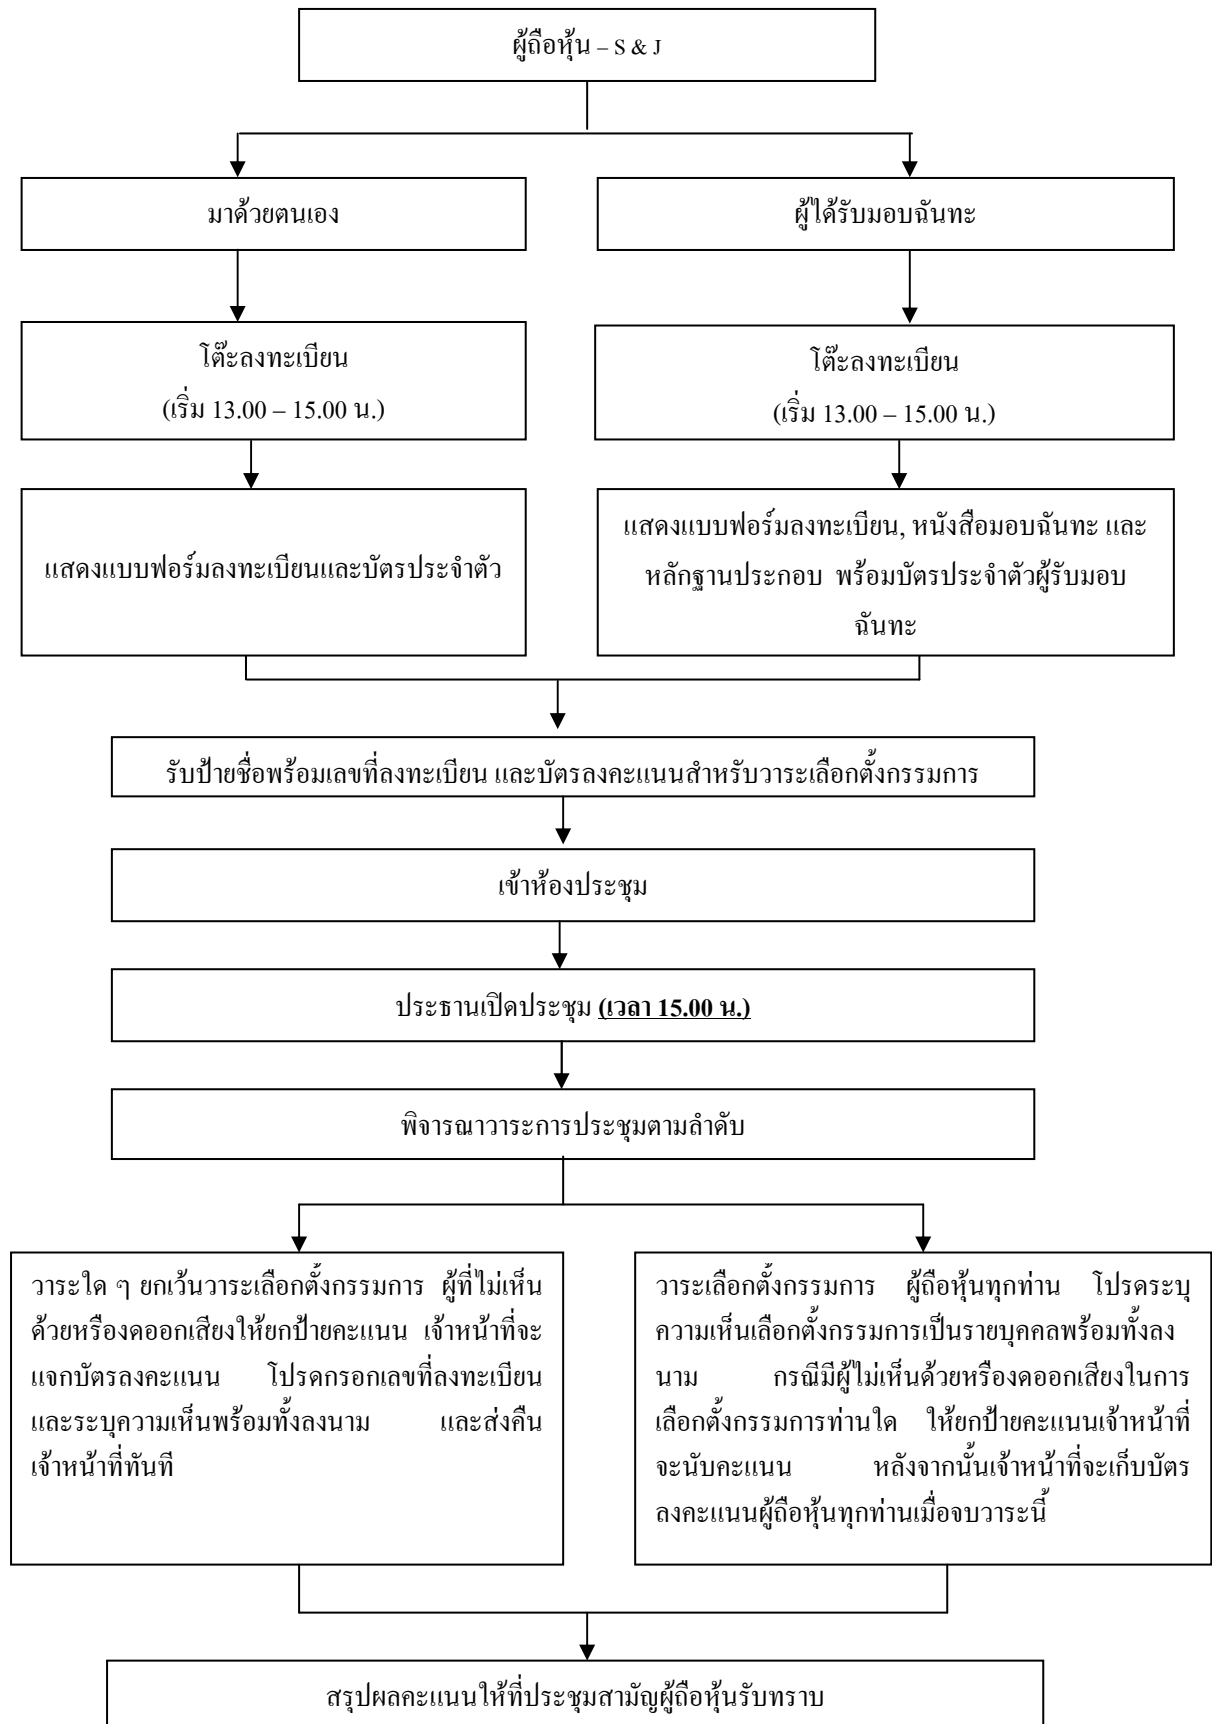 ผู้ถือหุ้น – S & J
มาด้วยตนเอง
ผู้ได้รับมอบฉันทะ
โต๊ะลงทะเบียน
(เริ่ม 13.00 – 15.00 น.)
โต๊ะลงทะเบียน
(เริ่ม 13.00 – 15.00 น.)
แสดงแบบฟอร์มลงทะเบียนและบัตรประจำตัว
แสดงแบบฟอร์มลงทะเบียน, หนังสือมอบฉันทะ และ
หลักฐานประกอบ พร้อมบัตรประจำตัวผู้รับมอบ
ฉันทะ
รับป้ายชื่อพร้อมเลขที่ลงทะเบียน และบัตรลงคะแนนสำหรับวาระเลือกตั้งกรรมการ
เข้าห้องประชุม
ประธานเปิดประชุม (เวลา 15.00 น.)
พิจารณาวาระการประชุมตามลำดับ
วาระใด ๆ ยกเว้นวาระเลือกตั้งกรรมการ ผู้ที่ไม่เห็น
ด้วยหรืองดออกเสียงให้ยกป้ายคะแนน เจ้าหน้าที่จะ
แจกบัตรลงคะแนน โปรดกรอกเลขที่ลงทะเบียน
และระบุความเห็นพร้อมทั้งลงนาม และส่งคืน
เจ้าหน้าที่ทันที
วาระเลือกตั้งกรรมการ ผู้ถือหุ้นทุกท่าน โปรดระบุ
ความเห็นเลือกตั้งกรรมการเป็นรายบุคคลพร้อมทั้งลง
นาม กรณีมีผู้ไม่เห็นด้วยหรืองดออกเสียงในการ
เลือกตั้งกรรมการท่านใด ให้ยกป้ายคะแนนเจ้าหน้าที่
จะนับคะแนน หลังจากนั้นเจ้าหน้าที่จะเก็บบัตร
ลงคะแนนผู้ถือหุ้นทุกท่านเมื่อจบวาระนี้
สรุปผลคะแนนให้ที่ประชุมสามัญผู้ถือหุ้นรับทราบ